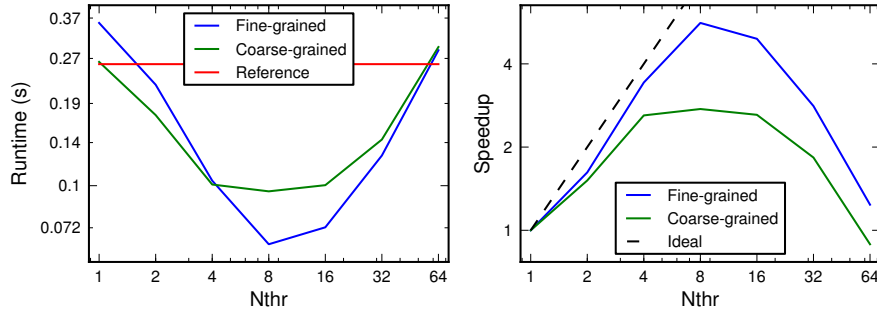 0.37
0.27
0.19
0.14
0.1
0.072
Runtime (s)
Fine-grained
Coarse-grained
Reference
1 2 4 8 16 32 64
Nthr
4
2
1
Speedup
Fine-grained
Coarse-grained
Ideal
1 2 4 8 16 32 64
Nthr